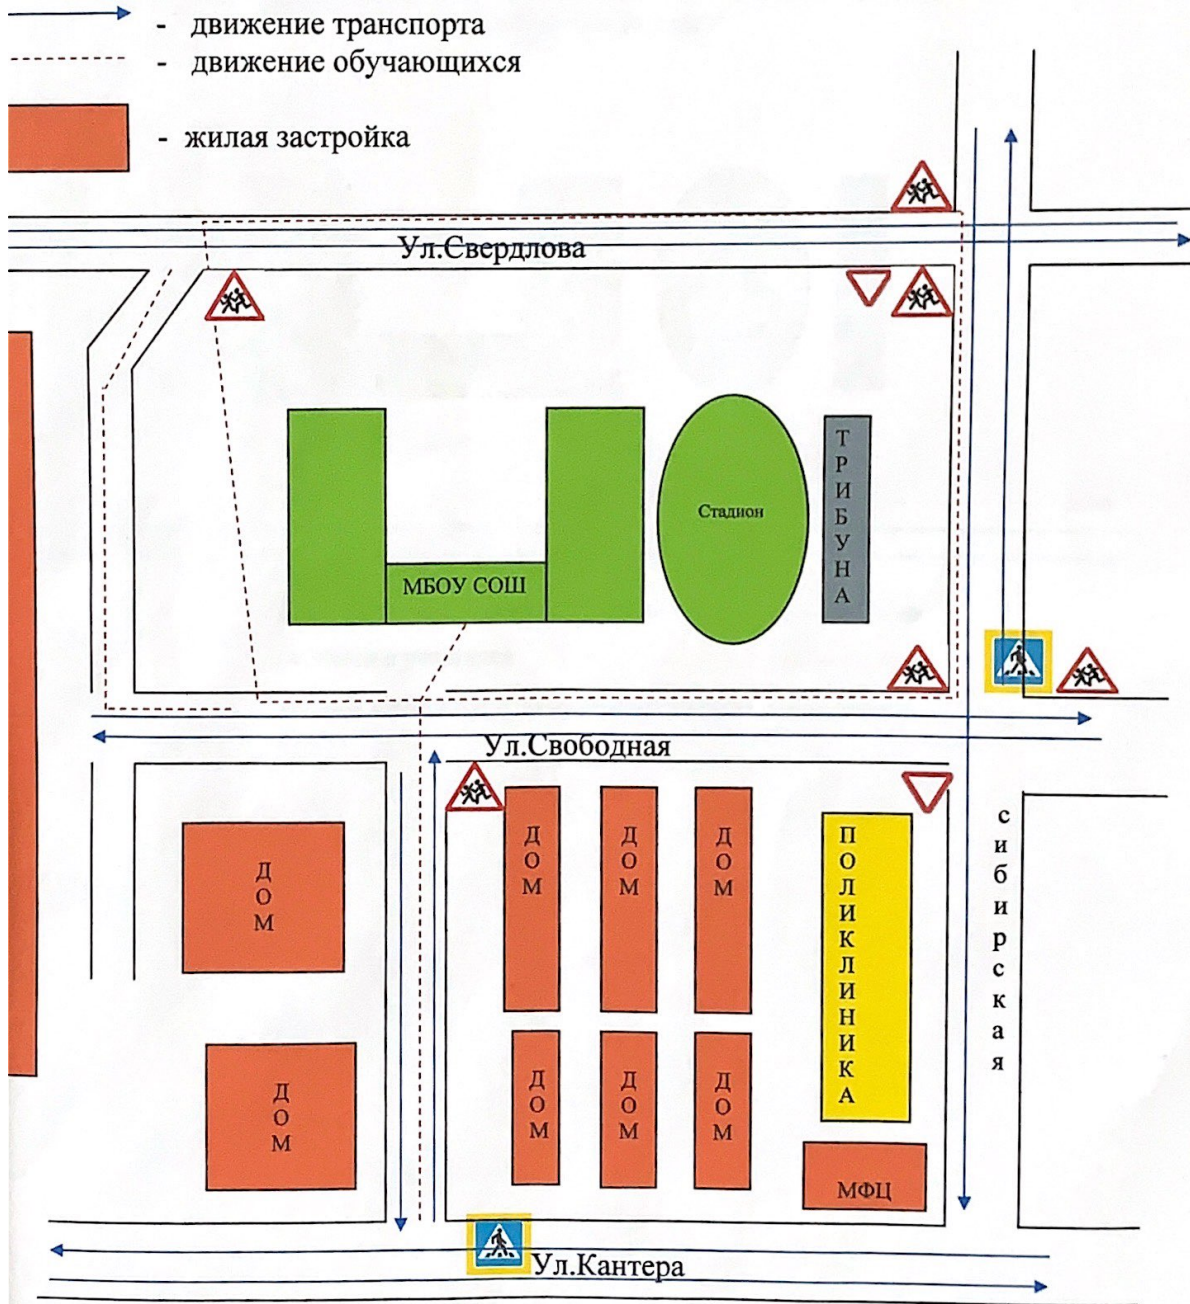 - движение транспорта
- движение обучающихся
- жилая застройка
Ул.Свердлова
МБОУ СОШ
Стадион
ТРИБУНА
Ул.Свободная
ДОМ
ДОМ
ДОМ
ДОМ
ПОЛИКЛИНИКА
сибирская
ДОМ
ДОМ
ДОМ
ДОМ
МФЦ
Ул.Кантера